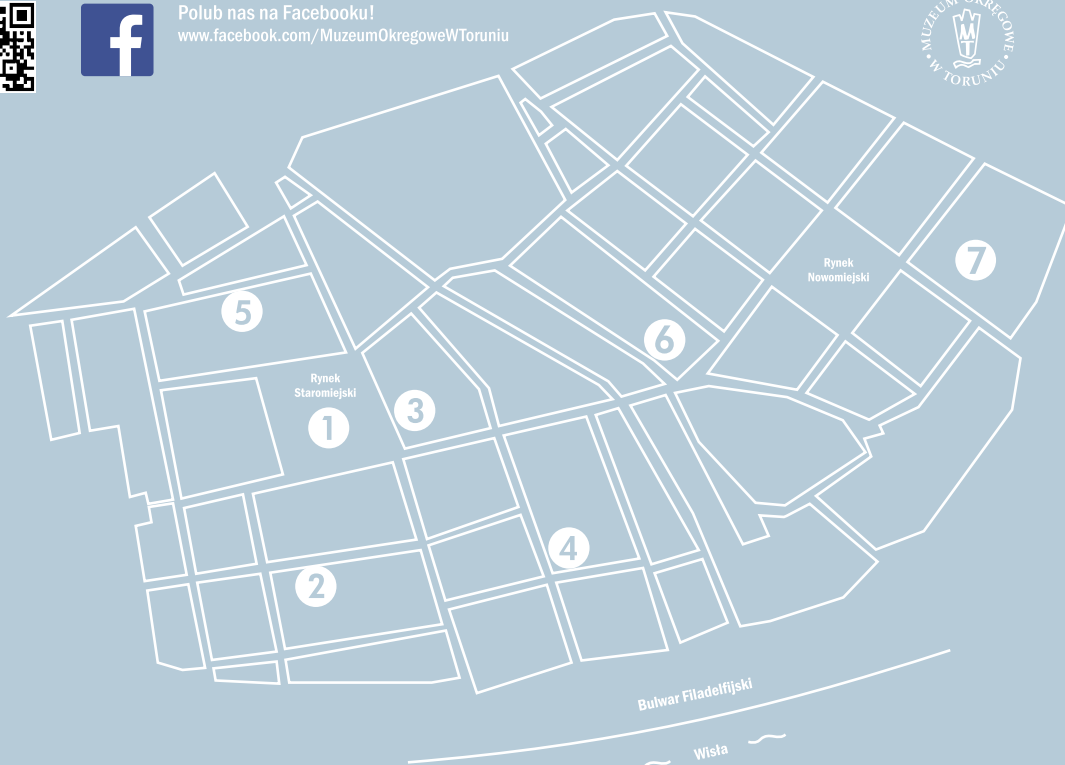 Polub nas na Facebooku!
www.facebook.com/MuzeumOkregoweWToruniu
MUZEUM OKRĘGOWE
W TORUNIU
MT
7
Rynek
Nowomiejski
5
6
Rynek
Staromiejski
3
1
4
2
Bulwar Filadelfijski
Wisła